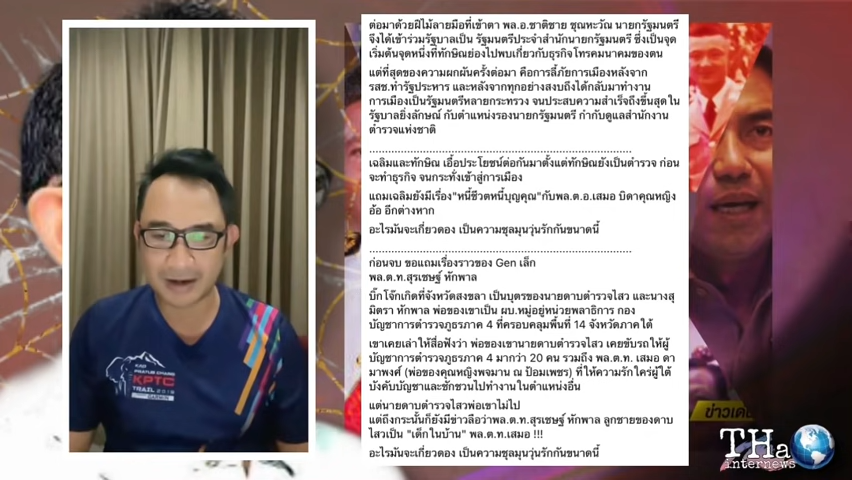 ต่อมาด้วยฝีไม้ลายมือที่เข้าตา พล.อ.ชาติชาย ชุณหะวัณ นายกรัฐมนตรี
จึงได้เข้าร่วมรัฐบาลเป็น รัฐมนตรีประจำสำนักนายกรัฐมนตรี ซึ่งเป็นจุด
เริ่มต้นจุดหนึ่งที่ทักษิณย่องไปพบเกี่ยวกับธุรกิจโทรคมนาคมของตน
แต่ที่สุดของความผกผันครั้งต่อมา คือการลี้ภัยการเมืองหลังจาก
รสช.ทำรัฐประหาร และหลังจากทุกอย่างสงบถึงได้กลับมาทำงาน
การเมืองเป็นรัฐมนตรีหลายกระทรวง จนประสบความสำเร็จถึงขึ้นสุดใน
รัฐบาลยิ่งลักษณ์ กับตำแหน่งรองนายกรัฐมนตรี กำกับดูแลสำนักงาน
ตำรวจแห่งชาติ
เฉลิมและทักษิณ เอื้อประโยชน์ต่อกันมาตั้งแต่ทักษิณยังเป็นตำรวจ ก่อน
จะทำธุรกิจ จนกระทั่งเข้าสู่การเมือง
แถมเฉลิมยังมีเรื่อง"หนี้ชีวิตหนี้บุญคุณ"กับพล.ต.อ.เสมอ บิดาคุณหญิง
อ้อ อีกต่างหาก
อะไรมันจะเกี่ยวดอง เป็นความชุลมุนวุ่นรักกันขนาดนี้
ก่อนจบ ขอแถมเรื่องราวของ Gen เล็ก
พล.ต.ท.สุรเชษฐ์ หักพาล
บิ๊กโจ๊กเกิดที่จังหวัดสงขลา เป็นบุตรของนายดาบตำรวจไสว และนางสุ
มิตรา หักพาล พ่อของเขาเป็น ผบ.หมู่อยู่หน่วยพลาธิการ กอง
บัญชาการตำรวจภูธรภาค 4 ที่ครอบคลุมพื้นที่ 14 จังหวัดภาคใต้
เขาเคยเล่าให้สื่อฟังว่า พ่อของเขานายดาบตำรวจไสว เคยขับรถให้ผู้
บัญชาการตำรวจภูธรภาค 4 มากว่า 20 คน รวมถึง พล.ต.ท. เสมอ ดา
มาพงศ์ (พ่อของคุณหญิงพจมาน ณ ป้อมเพชร) ที่ให้ความรักใคร่ผู้ใต้
บังคับบัญชาและชักชวนไปทำงานในตำแหน่งอื่น
แต่นายดาบตำรวจไสวพ่อเขาไม่ไป
แต่ถึงกระนั้นก็ยังมีข่าวลือว่าพล.ต.ท.สุรเชษฐ์ หักพาล ลูกชายของดาบ
ไสวเป็น "เด็กในบ้าน" พล.ต.ท.เสมอ !!!
อะไรมันจะเกี่ยวดอง เป็นความชุลมุนวุ่นรักกันขนาดนี้
KPTC
TRAIL
GARMIN
ข่าวเด่น
THa
internews